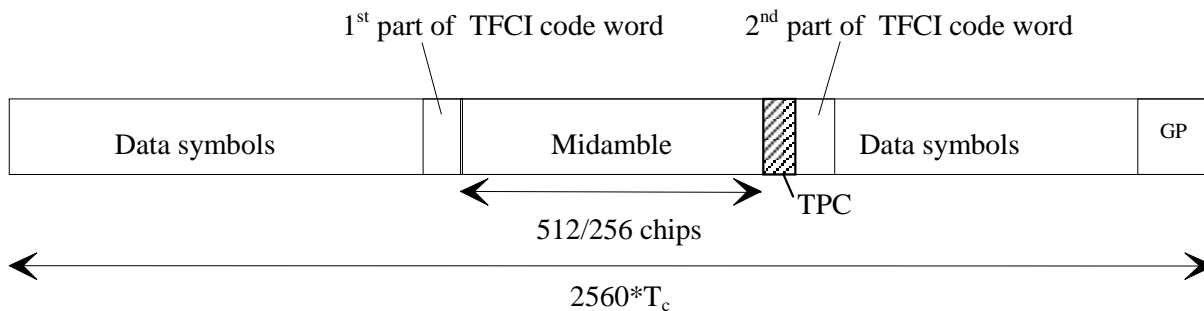 1st part of TFCI code word
2nd part of TFCI code word
Data symbols
Midamble
Data symbols
GP
TPC
512/256 chips
2560*Tc